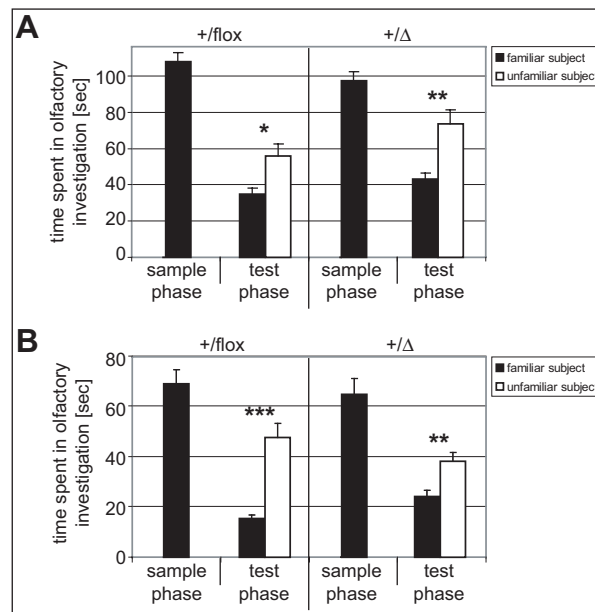 A
+/flox
+/Δ
familiar subject
unfamiliar subject
time spent in olfactory
investigation [sec]
100
80
60
40
20
0
*
**
sample
phase
test
phase
sample
phase
test
phase
B
+/flox
+/Δ
familiar subject
unfamiliar subject
time spent in olfactory
investigation [sec]
80
60
40
20
0
***
**
sample
phase
test
phase
sample
phase
test
phase